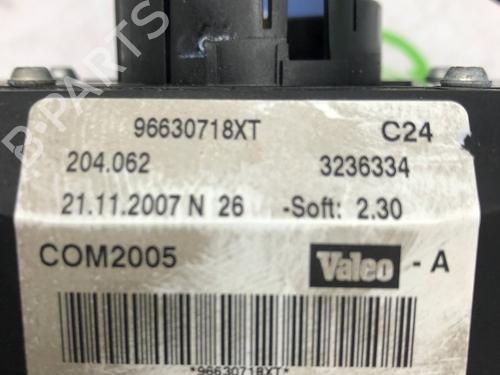 B-PARTS
96630718XT C24
204.062 3236334
21.11.2007 N 26 -Soft: 2.30
COM2005 Valeo - A
*96630718XT*